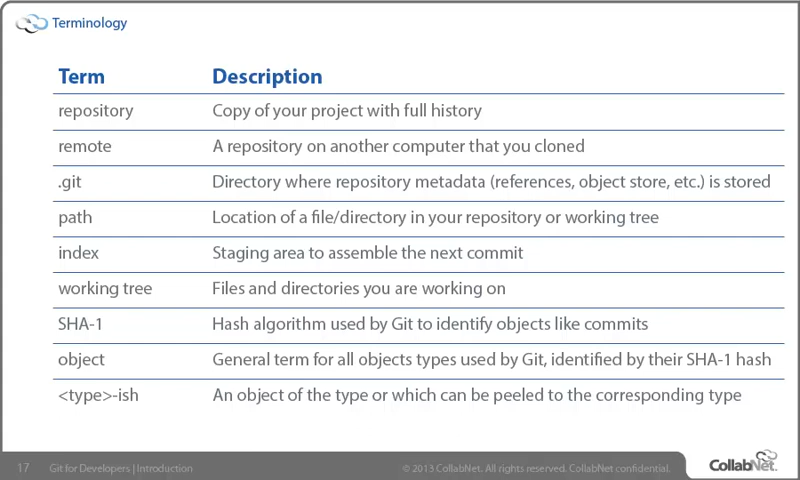 Terminology
Term Description
repository Copy of your project with full history
remote A repository on another computer that you cloned
.git Directory where repository metadata (references, object store, etc.) is stored
path Location of a file/directory in your repository or working tree
index Staging area to assemble the next commit
working tree Files and directories you are working on
SHA-1 Hash algorithm used by Git to identify objects like commits
object General term for all objects types used by Git, identified by their SHA-1 hash
<type>-ish An object of the type or which can be peeled to the corresponding type
17 Git for Developers | Introduction © 2013 CollabNet. All rights reserved. CollabNet confidential. CollabNet.